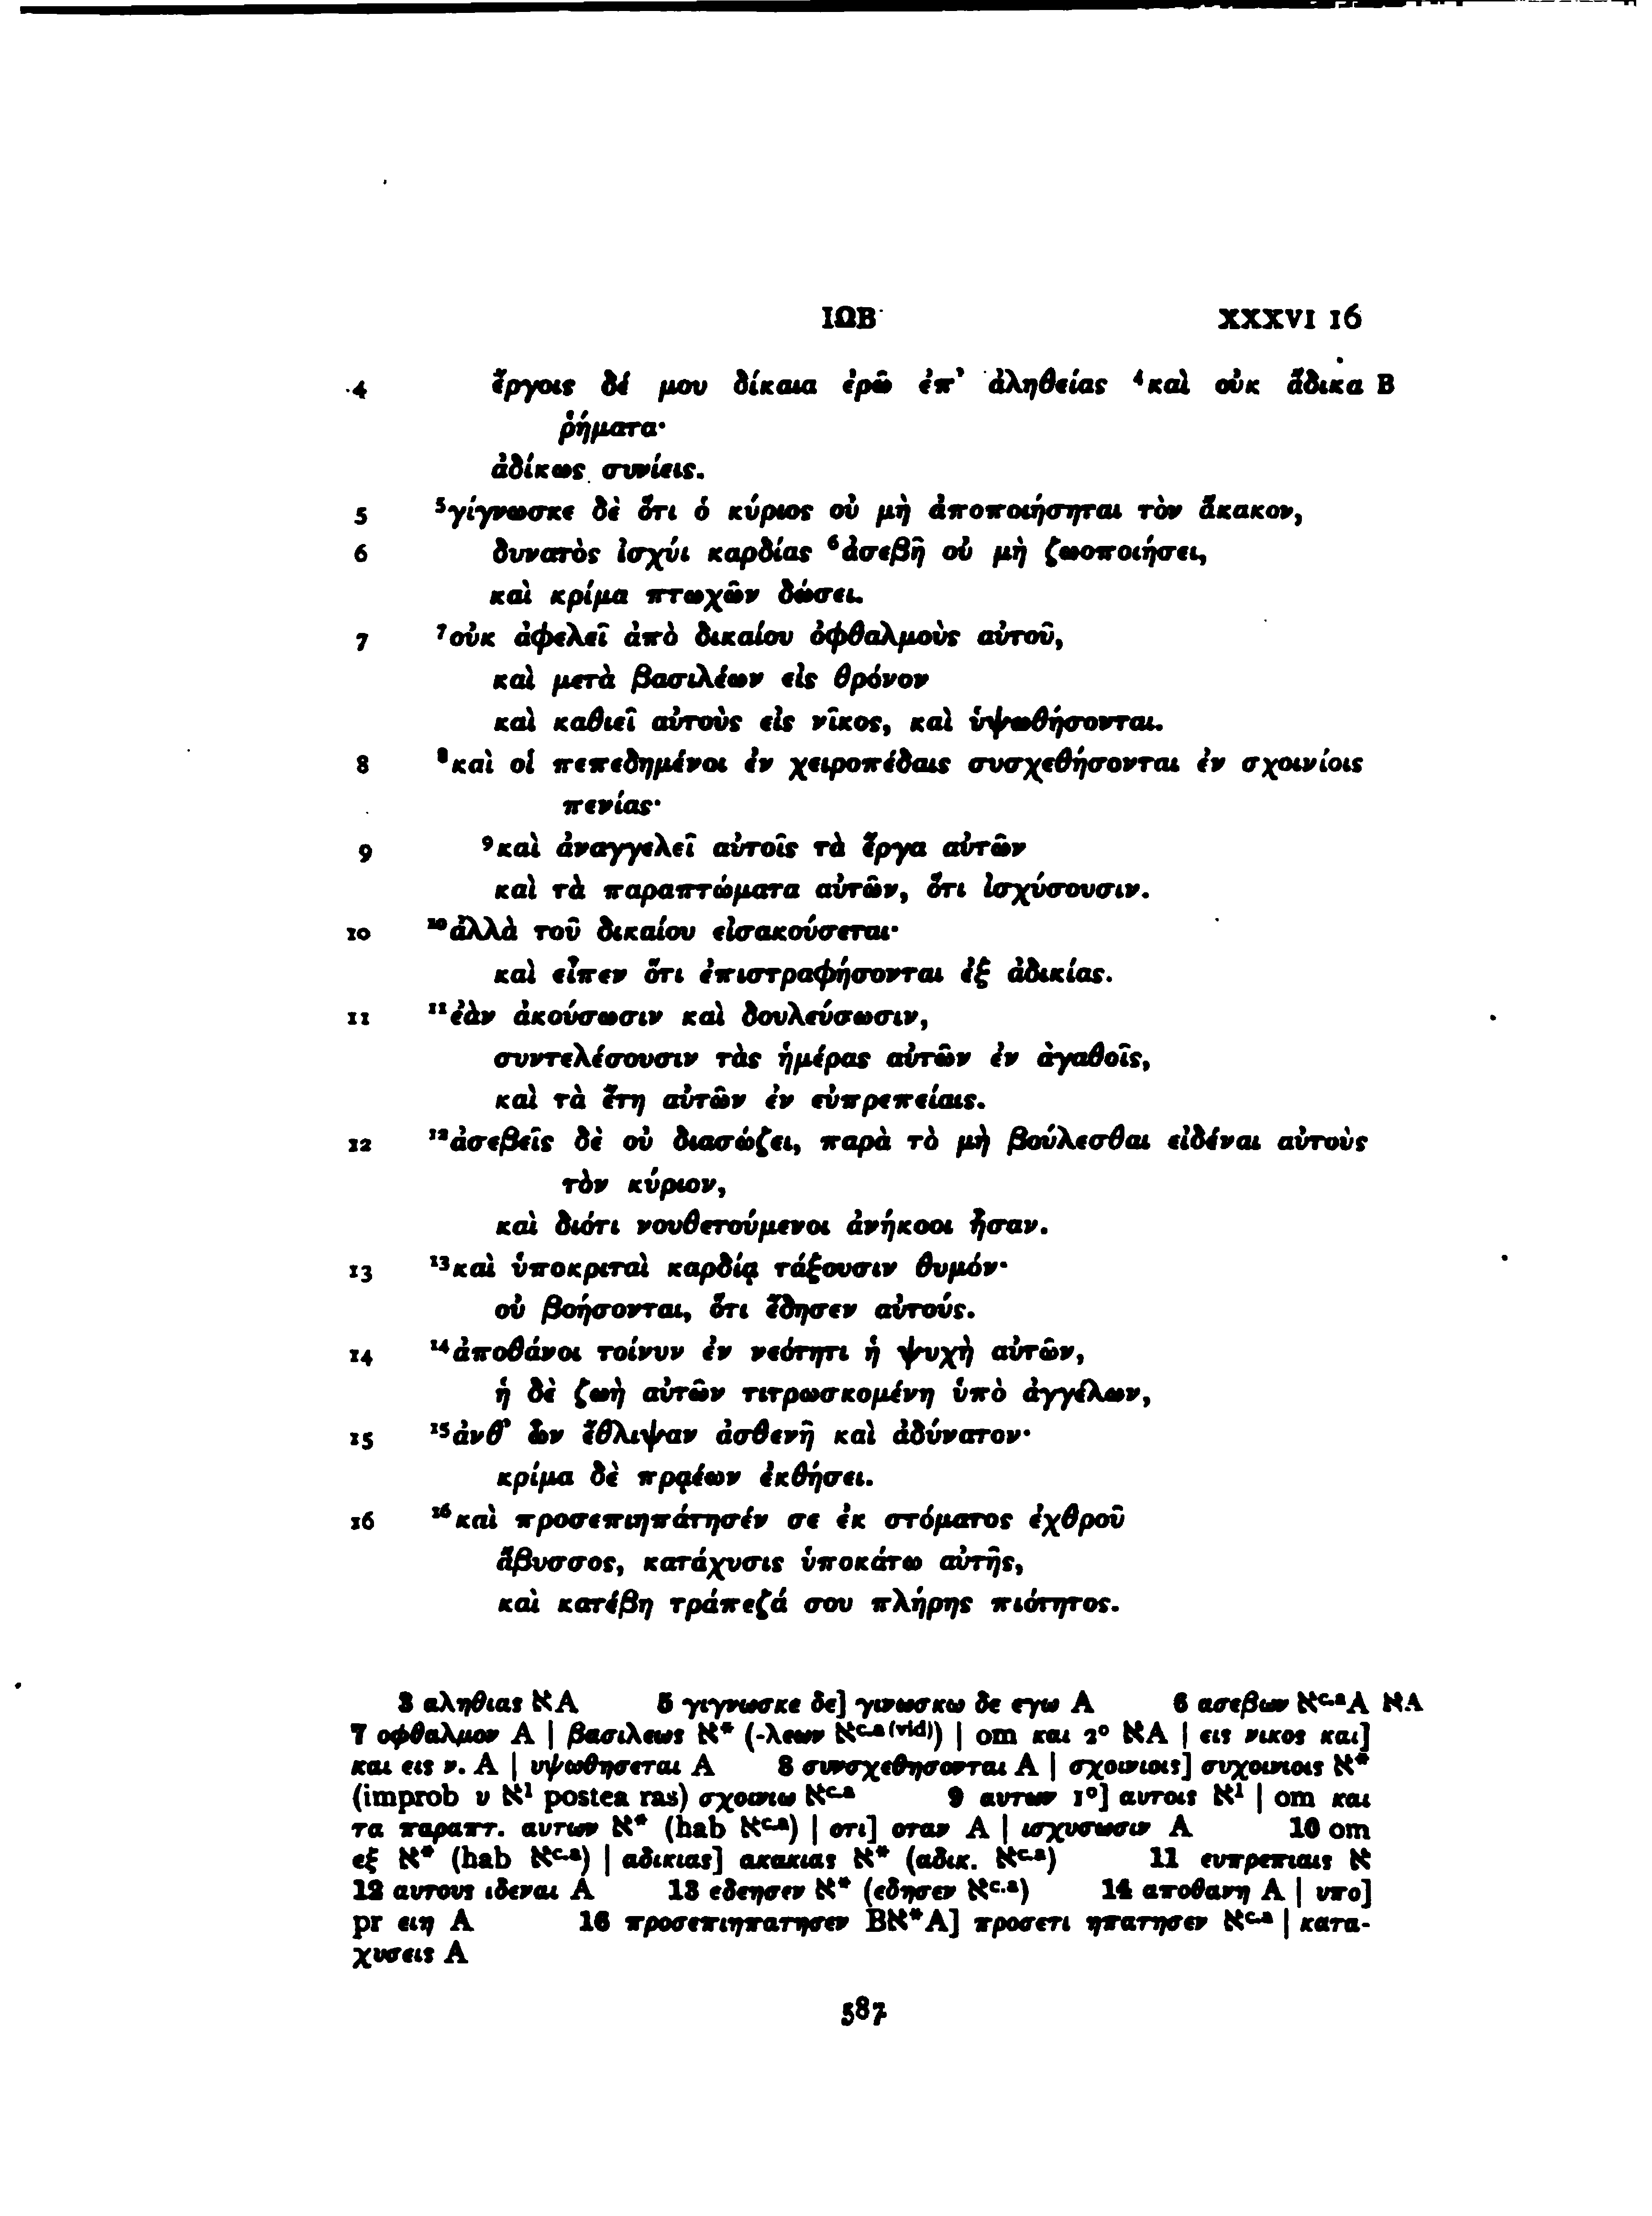 ΙΩΒ XXXVI 16
4 ἔργοις δέ μου δίκαια ἐρῶ ἐπ’ ἀληθείας ⁴καὶ οὐκ ἄδικα B
ῥήματα·
ἀδίκως συνίεις.
5 ⁵γίγνωσκε δὲ ὅτι ὁ κύριος οὐ μὴ ἀποποιήσηται τὸν ἄκακον,
6 δυνατὸς ἰσχύι καρδίας ⁶ἀσεβῆ οὐ μὴ ζωοποιήσει,
καὶ κρίμα πτωχῶν δώσει.
7 ⁷οὐκ ἀφελεῖ ἀπὸ δικαίου ὀφθαλμοὺς αὐτοῦ,
καὶ μετὰ βασιλέων εἰς θρόνον
καὶ καθιεῖ αὐτοὺς εἰς νῖκος, καὶ ὑψωθήσονται.
8 ⁸καὶ οἱ πεπεδημένοι ἐν χειροπέδαις συσχεθήσονται ἐν σχοινίοις
πενίας·
9 ⁹καὶ ἀναγγελεῖ αὐτοῖς τὰ ἔργα αὐτῶν
καὶ τὰ παραπτώματα αὐτῶν, ὅτι ἰσχύσουσιν.
10 ¹⁰ἀλλὰ τοῦ δικαίου εἰσακούσεται·
καὶ εἶπεν ὅτι ἐπιστραφήσονται ἐξ ἀδικίας.
11 ¹¹ἐὰν ἀκούσωσιν καὶ δουλεύσωσιν,
συντελέσουσιν τὰς ἡμέρας αὐτῶν ἐν ἀγαθοῖς,
καὶ τὰ ἔτη αὐτῶν ἐν εὐπρεπείαις.
12 ¹²ἀσεβεῖς δὲ οὐ διασώζει, παρὰ τὸ μὴ βούλεσθαι εἰδέναι αὐτοὺς
τὸν κύριον,
καὶ διότι νουθετούμενοι ἀνήκοοι ἦσαν.
13 ¹³καὶ ὑποκριταὶ καρδίᾳ τάξουσιν θυμόν·
οὐ βοήσονται, ὅτι ἔδησεν αὐτούς.
14 ¹⁴ἀποθάνοι τοίνυν ἐν νεότητι ἡ ψυχὴ αὐτῶν,
ἡ δὲ ζωὴ αὐτῶν τιτρωσκομένη ὑπὸ ἀγγέλων,
15 ¹⁵ἀνθ’ ὧν ἔθλιψαν ἀσθενῆ καὶ ἀδύνατον·
κρίμα δὲ πρᾳέων ἐκθήσει.
16 ¹⁶καὶ προσεπιηπάτησέν σε ἐκ στόματος ἐχθροῦ
ἄβυσσος, κατάχυσις ὑποκάτω αὐτῆς,
καὶ κατέβη τράπεζά σου πλήρης πιότητος.
3 αληθιας אA 5 γιγνωσκε δε] γινωσκω δε εγω A 6 ασεβων אᶜ·ᵃA אA
7 οφθαλμον A | βασιλεως א* (-λεων אᶜ·ᵃ⁽ᵛⁱᵈ⁾) | om και 2° אA | εις νικος και]
και εις ν. A | υψωθησεται A 8 συνσχεθησονται A | σχοινιοις] συχοινιοις א*
(improb υ א¹ postea ras) σχοινιω אᶜ·ᵃ 9 αυτων 1°] αυτοις א¹ | om και
τα παραπτ. αυτων א* (hab אᶜ·ᵃ) | οτι] οταν A | ισχυσωσιν A 10 om
εξ א* (hab אᶜ·ᵃ) | αδικιας] ακακιας א* (αδικ. אᶜ·ᵃ) 11 ευπρεπιαις א
12 αυτους ιδεναι A 13 εδεησεν א* (εδησεν אᶜ·ᵃ) 14 αποθανη A | υπο]
pr ειη A 16 προσεπιηπατησεν Bא*A] προσετι ηπατησεν אᶜ·ᵃ | κατα-
χυσεις A
587